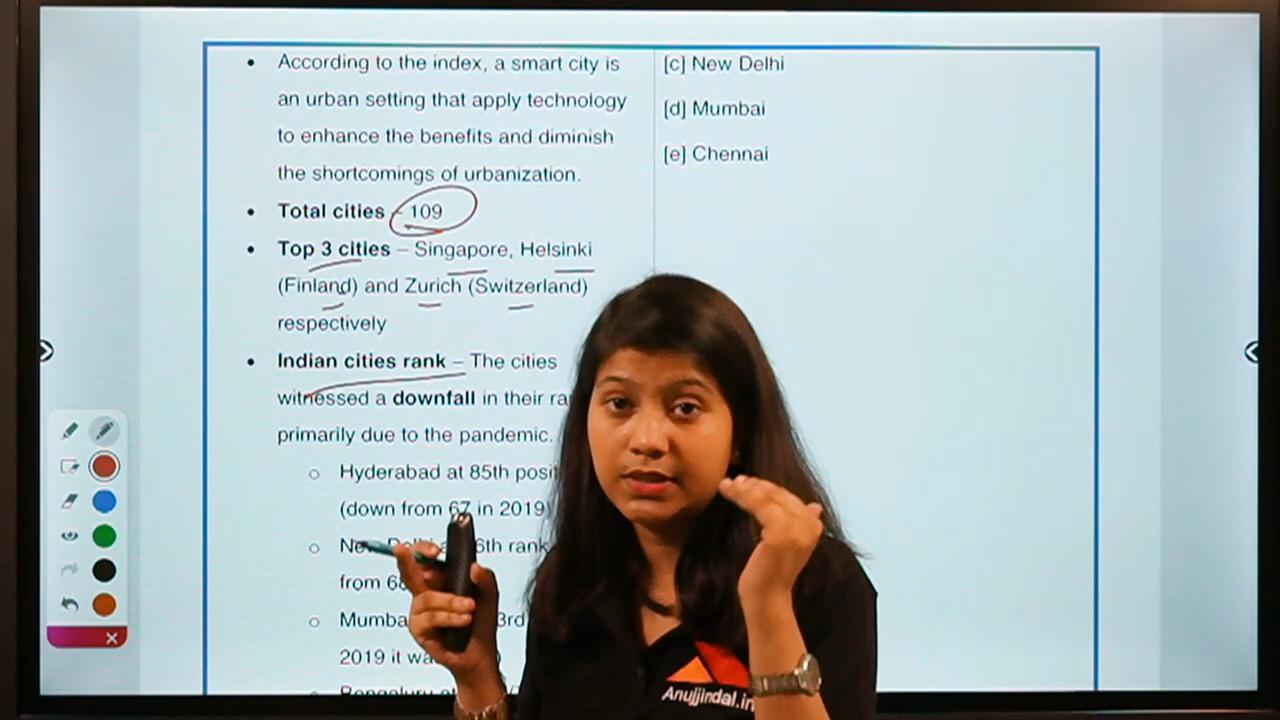 According to the index, a smart city is
an urban setting that apply technology
to enhance the benefits and diminish
the shortcomings of urbanization.
Total cities – 109
Top 3 cities – Singapore, Helsinki
(Finland) and Zurich (Switzerland)
respectively
Indian cities rank – The cities
witnessed a downfall in their
primarily due to the pandemic.
Hyderabad at 85th
(down from 67 in 2019)
New Delhi rank
from
2019 it
Bengaluru
[c] New Delhi
[d] Mumbai
[e] Chennai
Anujjindal.in